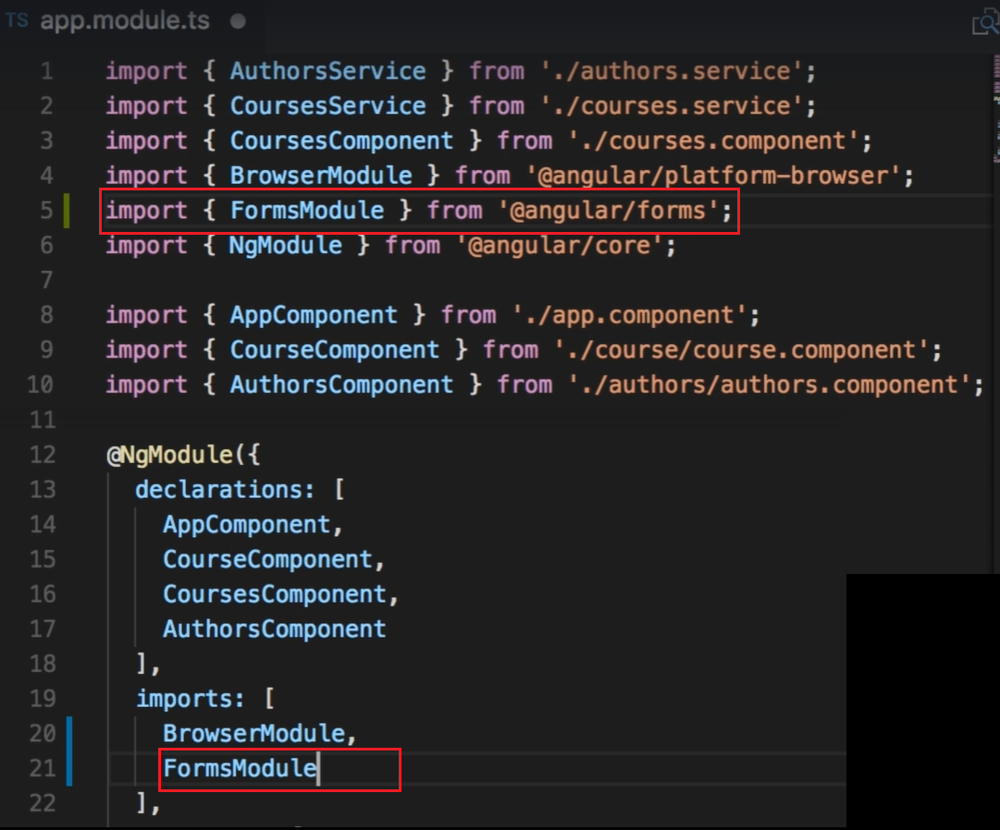 TS app.module.ts
1 import { AuthorsService } from './authors.service';
2 import { CoursesService } from './courses.service';
3 import { CoursesComponent } from './courses.component';
4 import { BrowserModule } from '@angular/platform-browser';
5 import { FormsModule } from '@angular/forms';
6 import { NgModule } from '@angular/core';
7
8 import { AppComponent } from './app.component';
9 import { CourseComponent } from './course/course.component';
10 import { AuthorsComponent } from './authors/authors.component';
11
12 @NgModule({
13 declarations: [
14 AppComponent,
15 CourseComponent,
16 CoursesComponent,
17 AuthorsComponent
18 ],
19 imports: [
20 BrowserModule,
21 FormsModule
22 ],